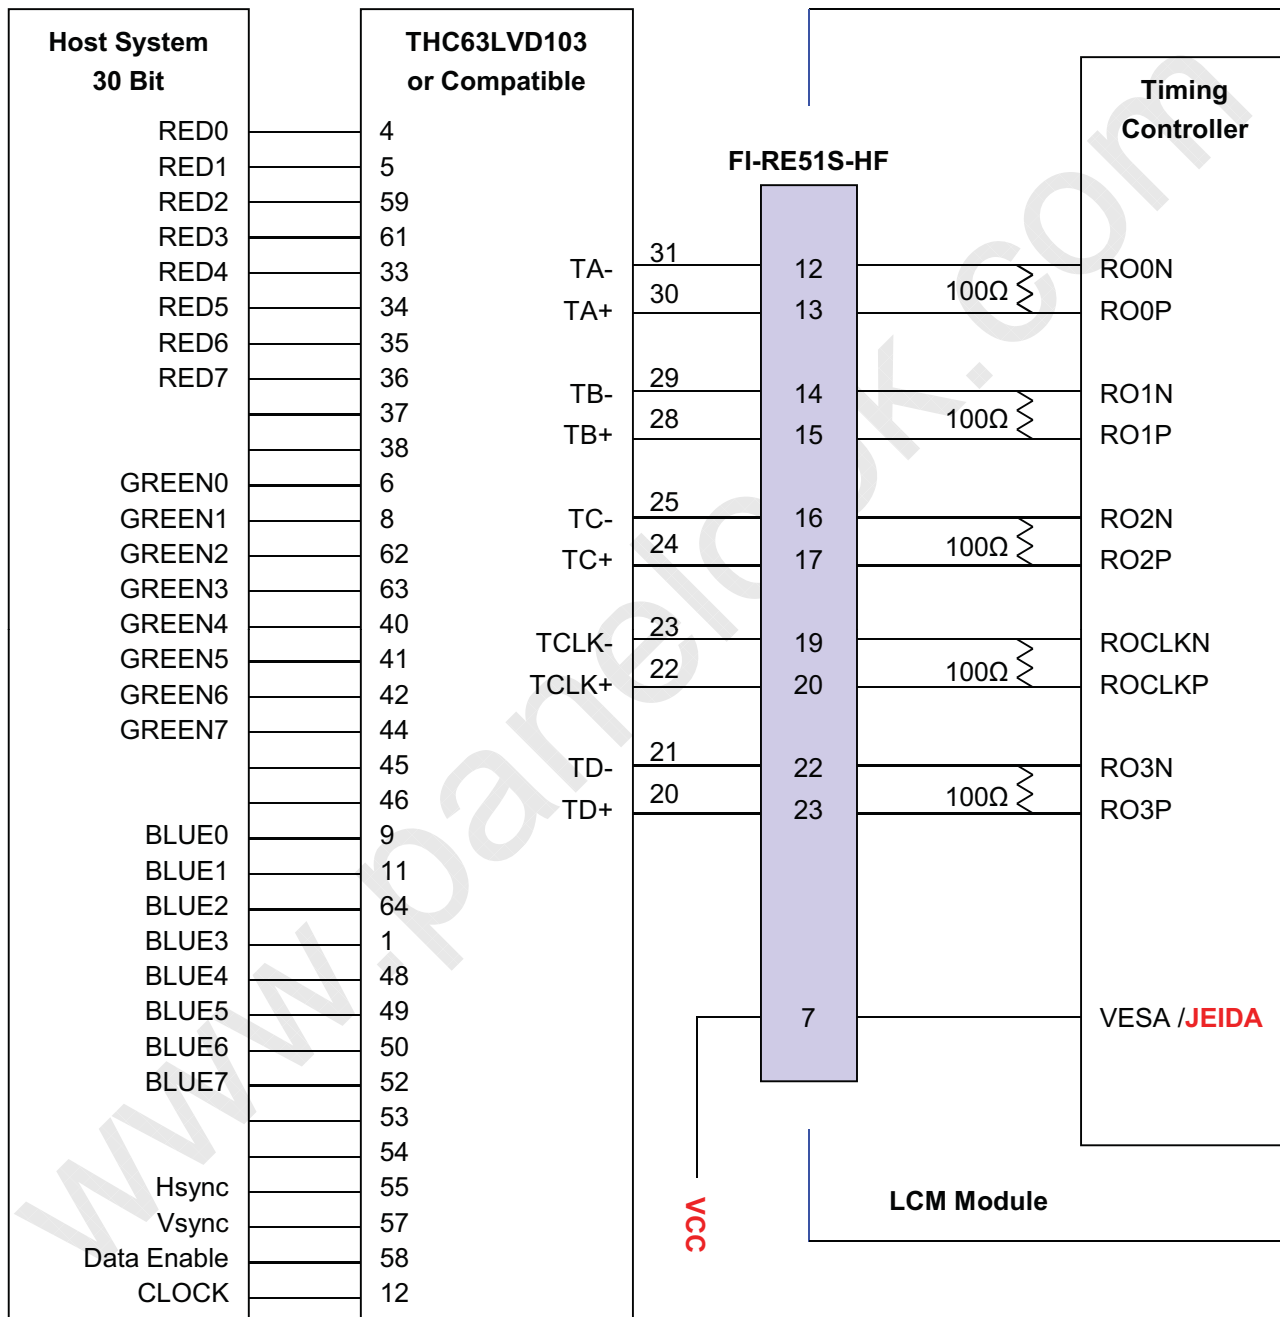 Host System
30 Bit
THC63LVD103
or Compatible
Timing
Controller
FI-RE51S-HF
RED0 4
RED1 5
RED2 59
RED3 61
RED4 33
RED5 34
RED6 35
RED7 36
37
38
GREEN0 6
GREEN1 8
GREEN2 62
GREEN3 63
GREEN4 40
GREEN5 41
GREEN6 42
GREEN7 44
45
46
BLUE0 9
BLUE1 11
BLUE2 64
BLUE3 1
BLUE4 48
BLUE5 49
BLUE6 50
BLUE7 52
53
54
Hsync 55
Vsync 57
Data Enable 58
CLOCK 12
TA- 31 12 RO0N
100Ω
TA+ 30 13 RO0P
TB- 29 14 RO1N
100Ω
TB+ 28 15 RO1P
TC- 25 16 RO2N
100Ω
TC+ 24 17 RO2P
TCLK- 23 19 ROCLKN
100Ω
TCLK+ 22 20 ROCLKP
TD- 21 22 RO3N
100Ω
TD+ 20 23 RO3P
7 VESA /JEIDA
VCC
LCM Module
www.panelook.com